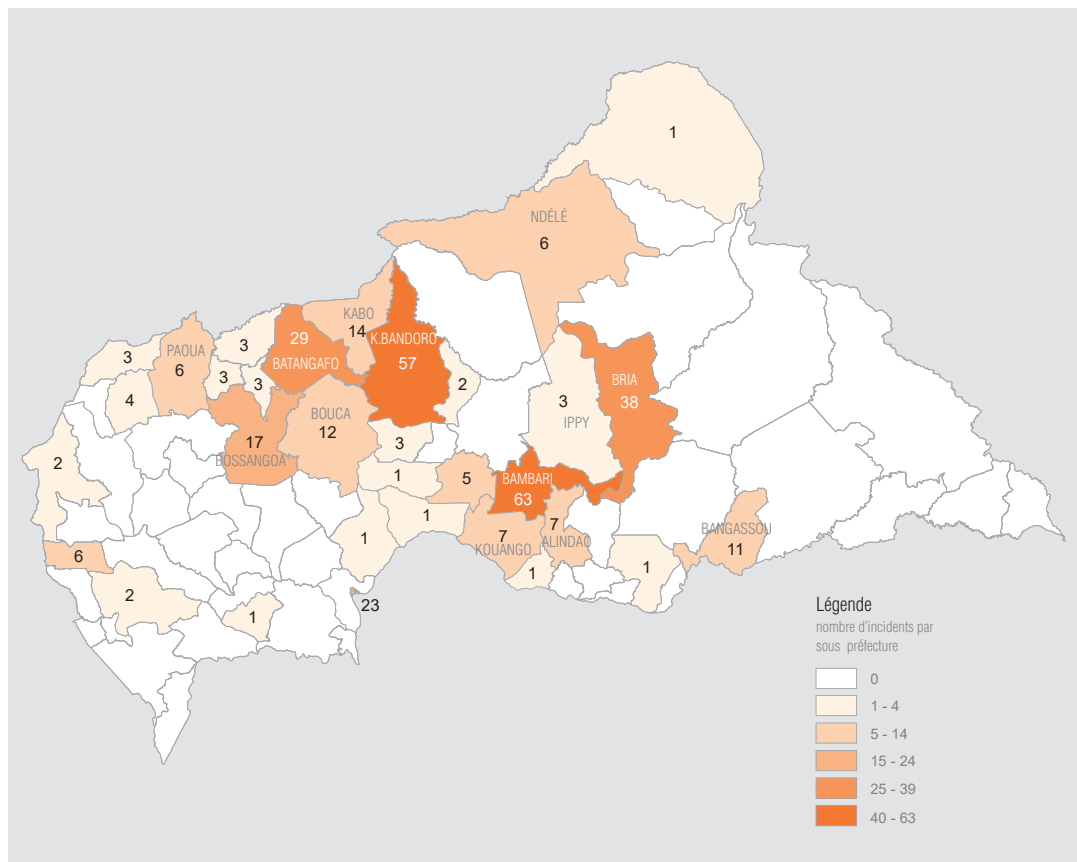 1
NDÉLÉ
6
KABO
14
K.BANDORO
57
29
BATANGAFO
3
3
PAOUA
6
3
3
4
2
BRIA
38
3
IPPY
BOUCA
12
17
BOSSANGOA
3
2
1
5
BAMBARI
63
1
7
KOUANGO
7
ALINDAO
BANGASSOU
11
1
6
1
1
2
23
1
Légende
nombre d'incidents par
sous préfecture
0
1 - 4
5 - 14
15 - 24
25 - 39
40 - 63